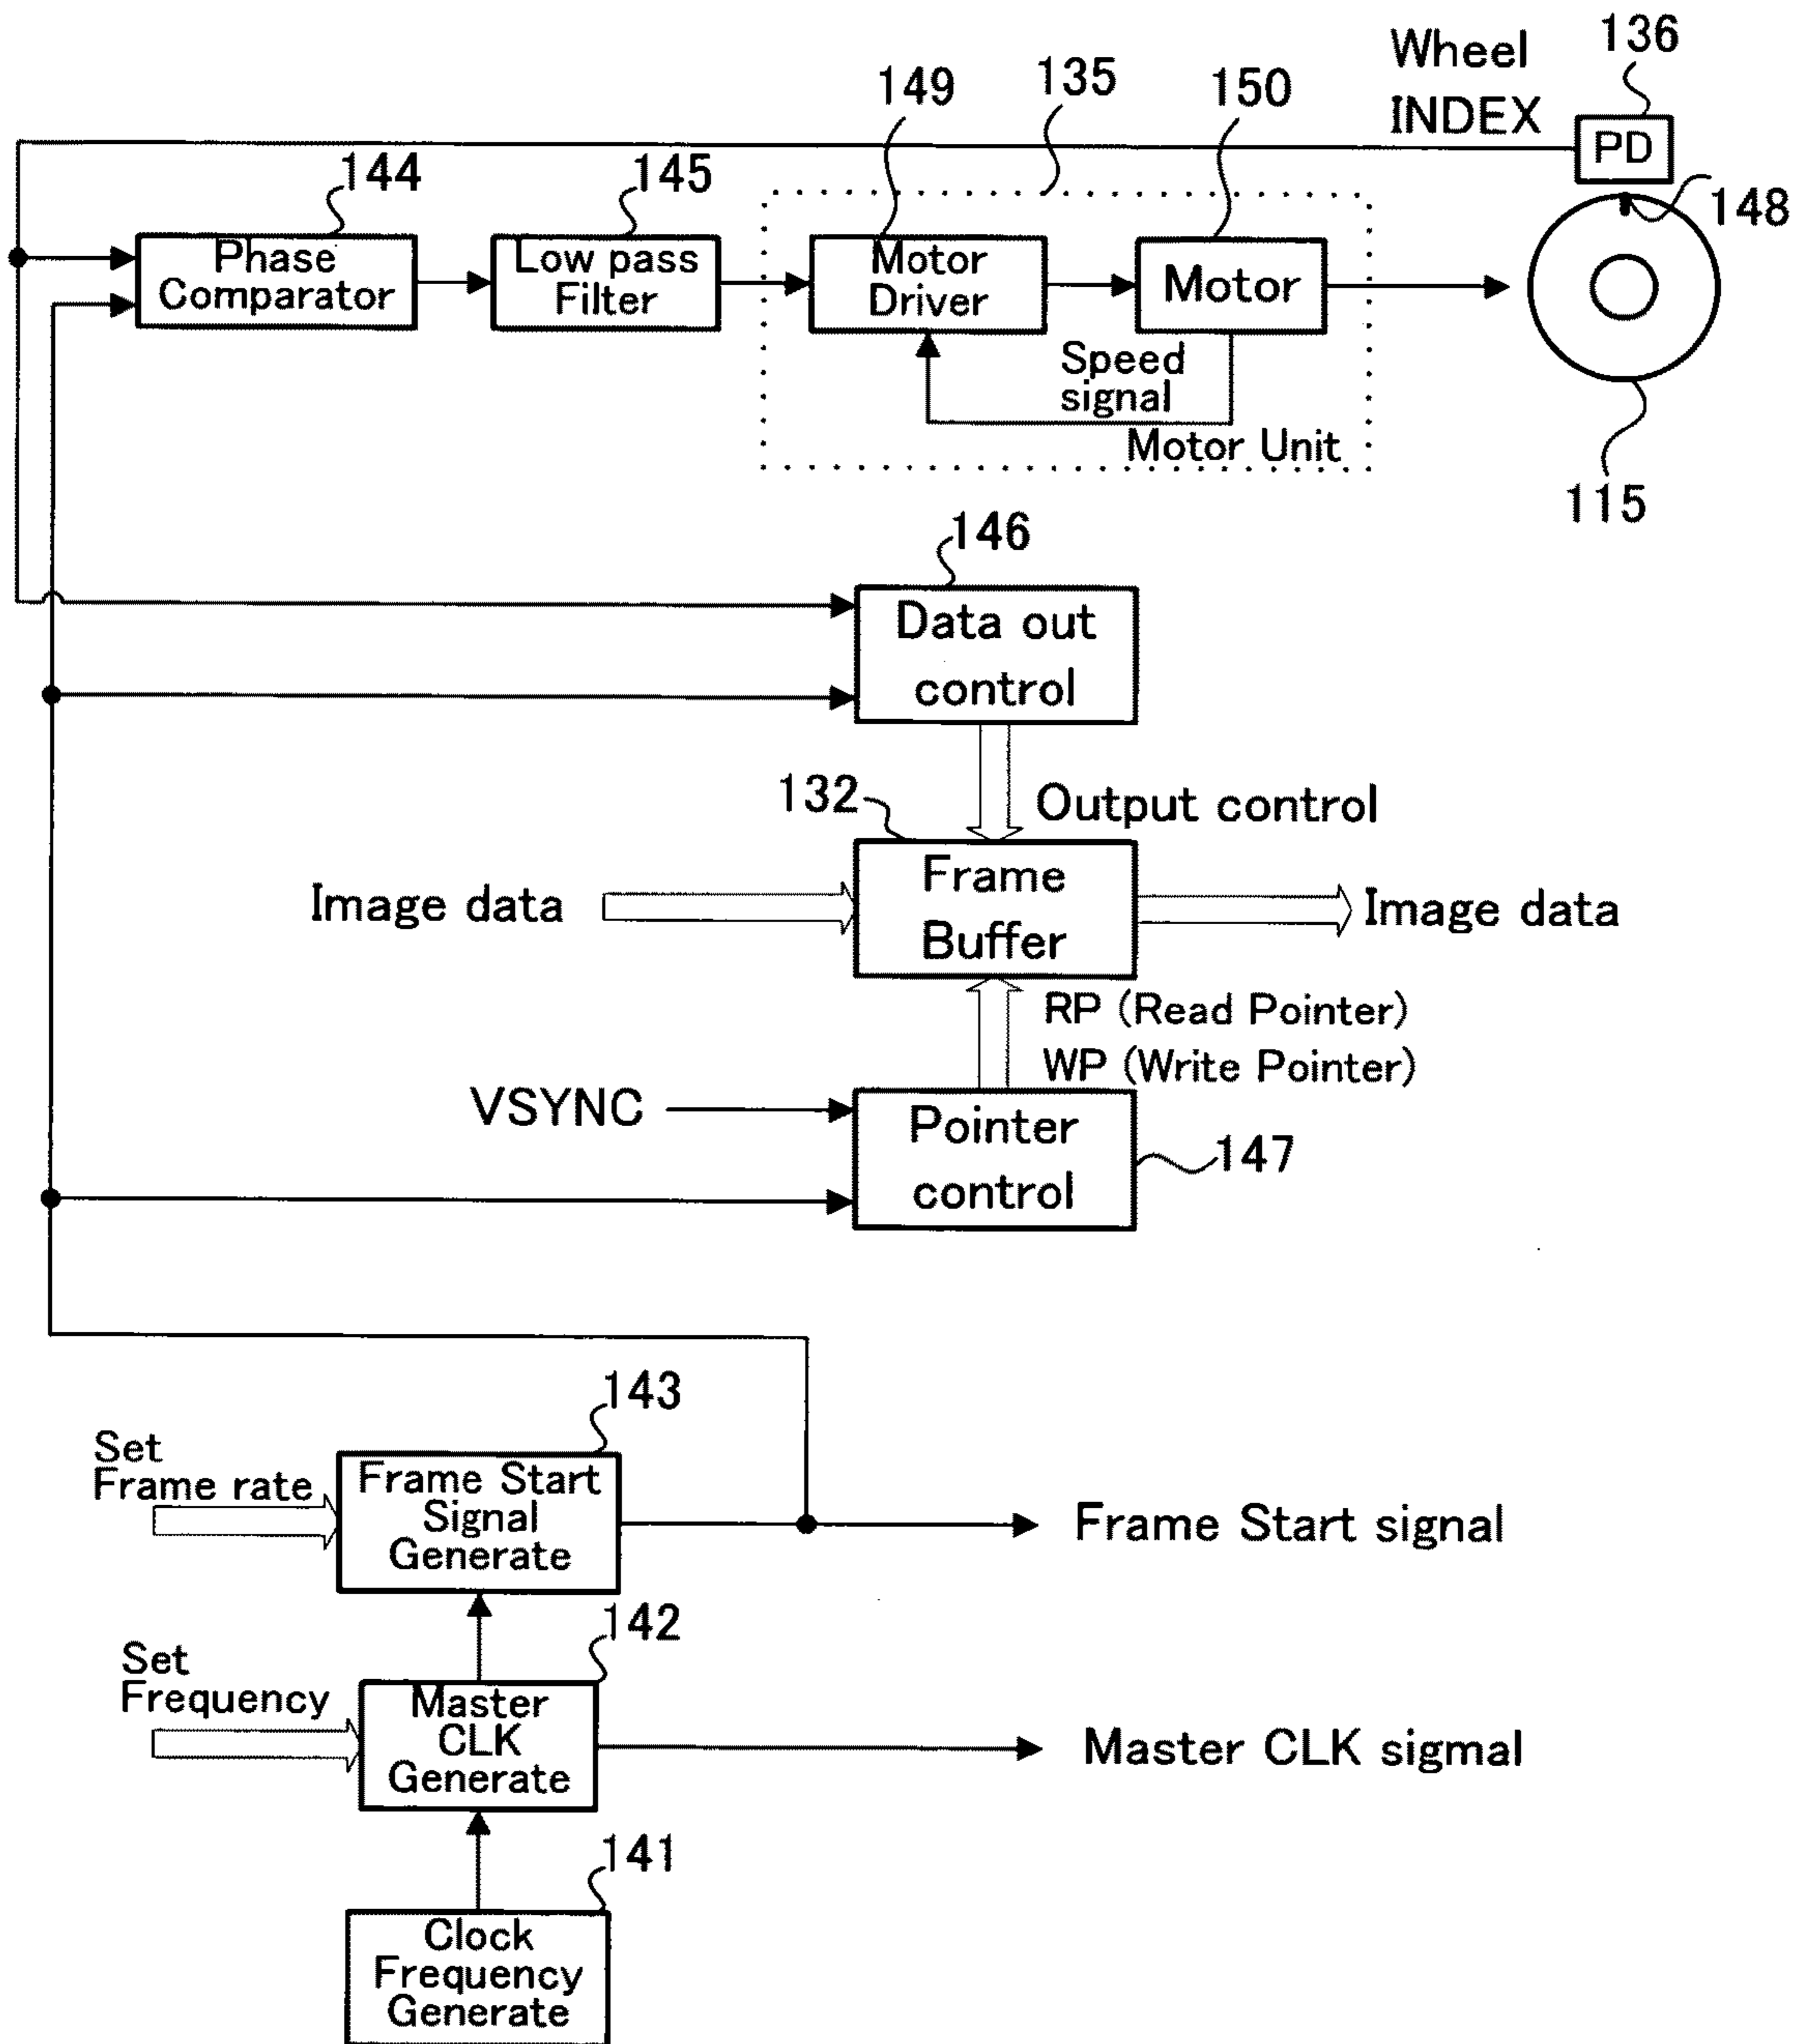 Wheel
INDEX
136
PD
149
135
150
148
144
145
Phase
Comparator
Low pass
Filter
Motor
Driver
Motor
Speed
signal
Motor Unit
115
146
Data out
control
132
Output control
Image data
Frame
Buffer
Image data
RP (Read Pointer)
WP (Write Pointer)
VSYNC
Pointer
control
147
143
Set
Frame rate
Frame Start
Signal
Generate
Frame Start signal
142
Set
Frequency
Master
CLK
Generate
Master CLK sigmal
141
Clock
Frequency
Generate